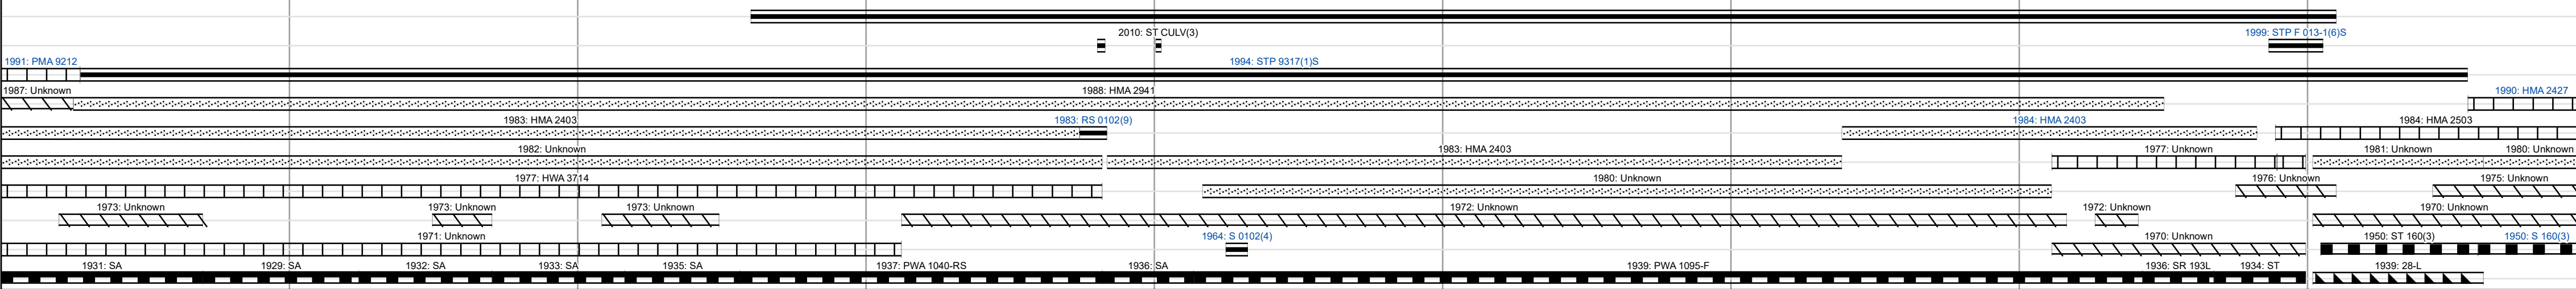 2010: ST CULV(3) 1999: STP F 013-1(6)S
1991: PMA 9212 1994: STP 9317(1)S
1987: Unknown 1988: HMA 2941 1990: HMA 2427
1983: HMA 2403 1983: RS 0102(9) 1984: HMA 2403 1984: HMA 2503
1982: Unknown 1983: HMA 2403 1977: Unknown 1981: Unknown 1980: Unknown
1977: HWA 3714 1980: Unknown 1976: Unknown 1975: Unknown
1973: Unknown 1973: Unknown 1973: Unknown 1972: Unknown 1972: Unknown 1970: Unknown
1971: Unknown 1964: S 0102(4) 1970: Unknown 1950: ST 160(3) 1950: S 160(3)
1931: SA 1929: SA 1932: SA 1933: SA 1935: SA 1937: PWA 1040-RS 1936: SA 1939: PWA 1095-F 1936: SR 193L 1934: ST 1939: 28-L